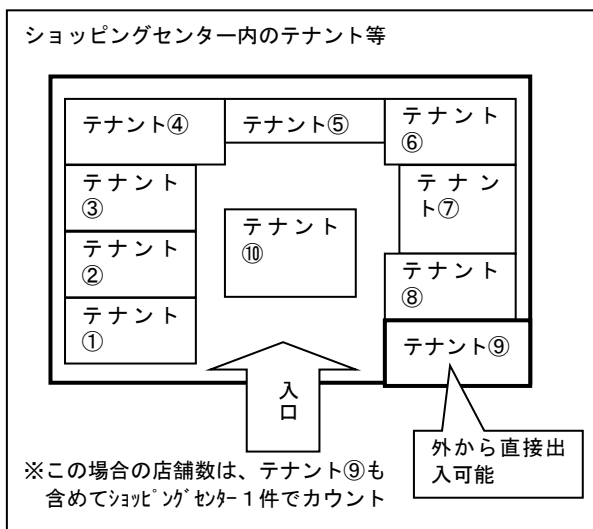 ショッピングセンター内のテナント等
テナント④
テナント⑤
テナント
⑥
テナント
③
テナン
ト⑦
テナント
②
テナント
⑩
テナント
⑧
テナント
①
テナント⑨
入
口
外から直接出
入可能
※この場合の店舗数は、テナント⑨も
含めてｼｮｯﾋﾟﾝｸﾞｾﾝﾀｰ１件でカウント